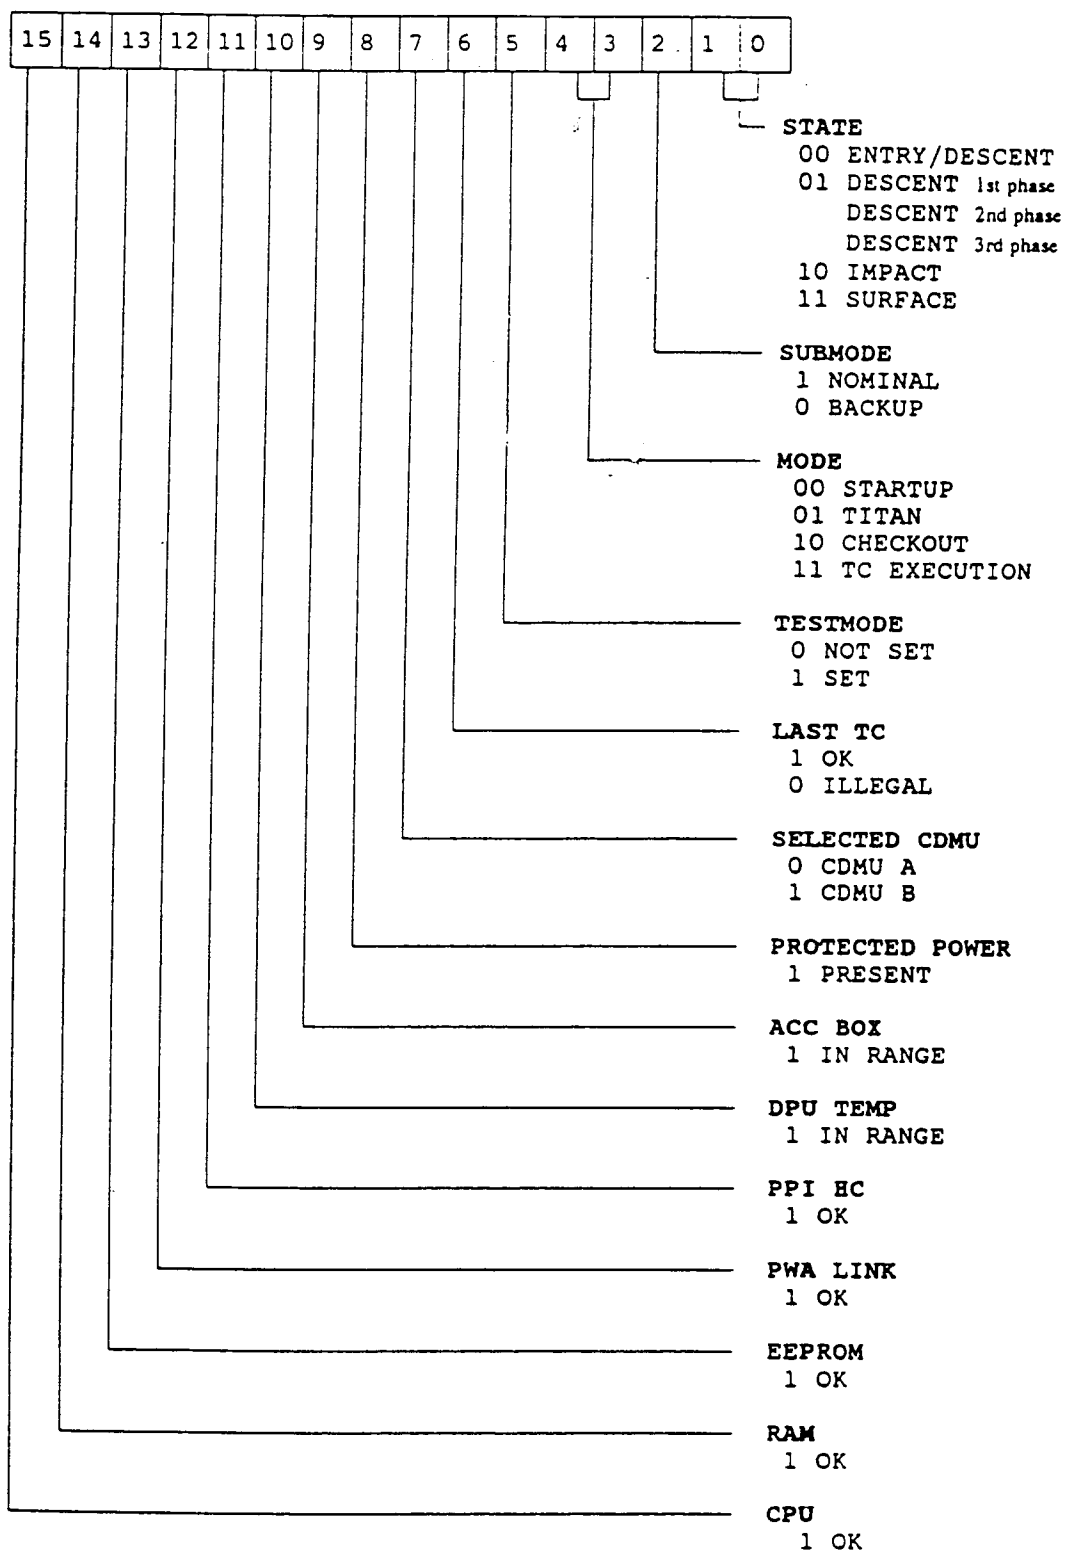 15 14 13 12 11 10 9 8 7 6 5 4 3 2 1 0
STATE
00 ENTRY/DESCENT
01 DESCENT 1st phase
DESCENT 2nd phase
DESCENT 3rd phase
10 IMPACT
11 SURFACE
SUBMODE
1 NOMINAL
0 BACKUP
MODE
00 STARTUP
01 TITAN
10 CHECKOUT
11 TC EXECUTION
TESTMODE
0 NOT SET
1 SET
LAST TC
1 OK
0 ILLEGAL
SELECTED CDMU
0 CDMU A
1 CDMU B
PROTECTED POWER
1 PRESENT
ACC BOX
1 IN RANGE
DPU TEMP
1 IN RANGE
PPI HC
1 OK
PWA LINK
1 OK
EEPROM
1 OK
RAM
1 OK
CPU
1 OK